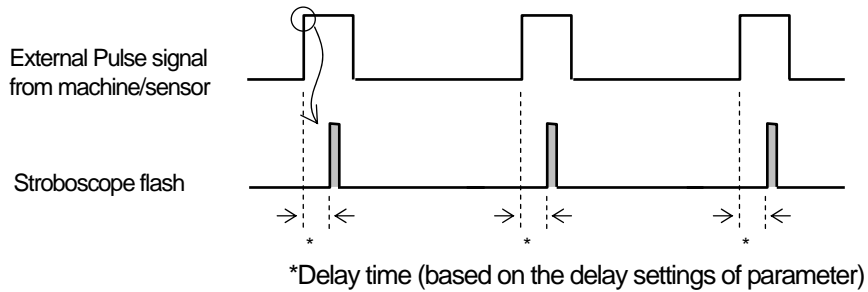 External Pulse signal
from machine/sensor
Stroboscope flash
* * *
*Delay time (based on the delay settings of parameter)